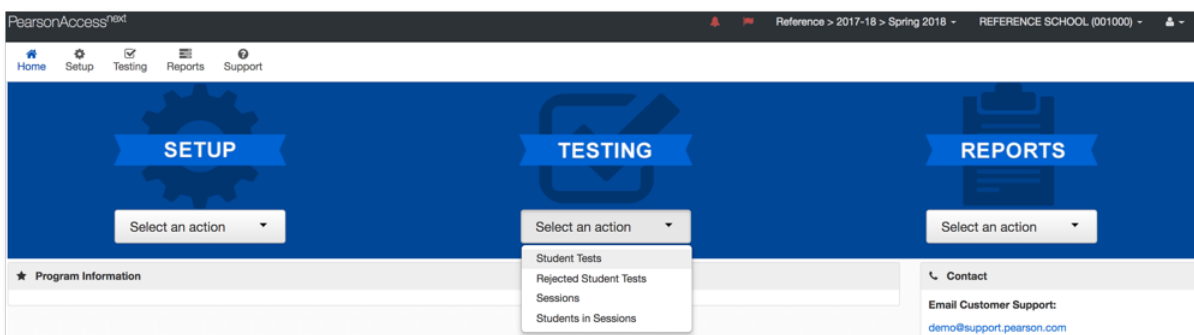 PearsonAccessnext
Reference > 2017-18 > Spring 2018
REFERENCE SCHOOL (001000)
Home
Setup
Testing
Reports
Support
SETUP
TESTING
REPORTS
Select an action
Select an action
Select an action
Student Tests
Rejected Student Tests
Sessions
Students in Sessions
Program Information
Contact
Email Customer Support:
demo@support.pearson.com